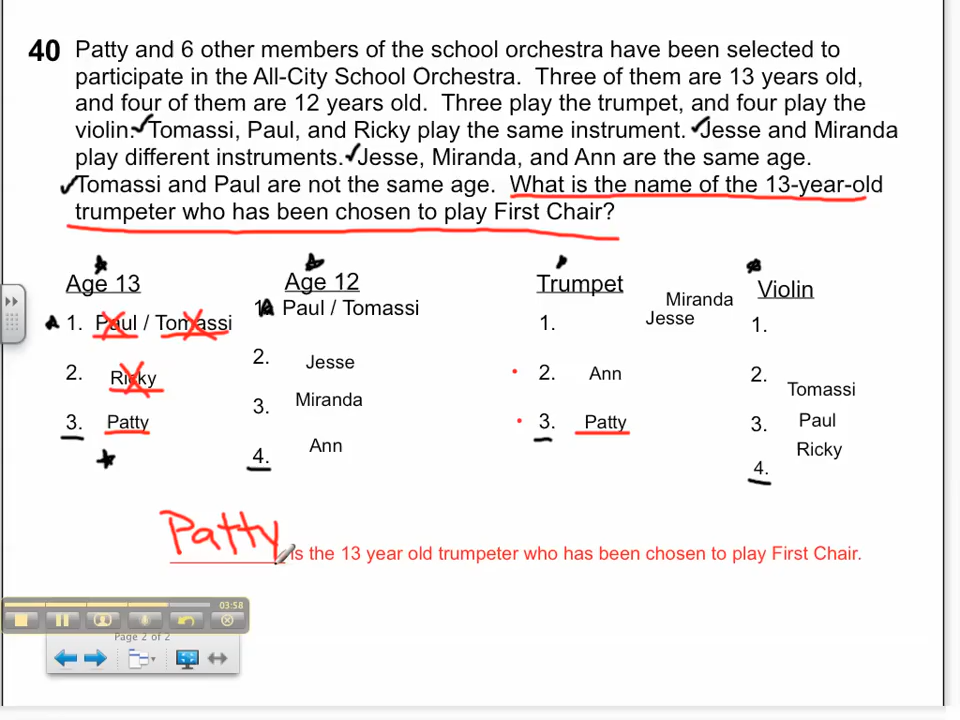 40 Patty and 6 other members of the school orchestra have been selected to
participate in the All-City School Orchestra. Three of them are 13 years old,
and four of them are 12 years old. Three play the trumpet, and four play the
violin. Tomassi, Paul, and Ricky play the same instrument. Jesse and Miranda
play different instruments. Jesse, Miranda, and Ann are the same age.
Tomassi and Paul are not the same age. What is the name of the 13-year-old
trumpeter who has been chosen to play First Chair?
Age 13
1. Paul / Tomassi
2. Ricky
3. Patty
Age 12
1. Paul / Tomassi
2. Jesse
3. Miranda
4. Ann
Trumpet
1.
2. Ann
3. Patty
Miranda
Jesse
Violin
1.
2.
Tomassi
3. Paul
Ricky
4.
Patty is the 13 year old trumpeter who has been chosen to play First Chair.
03:58
Page 2 of 2